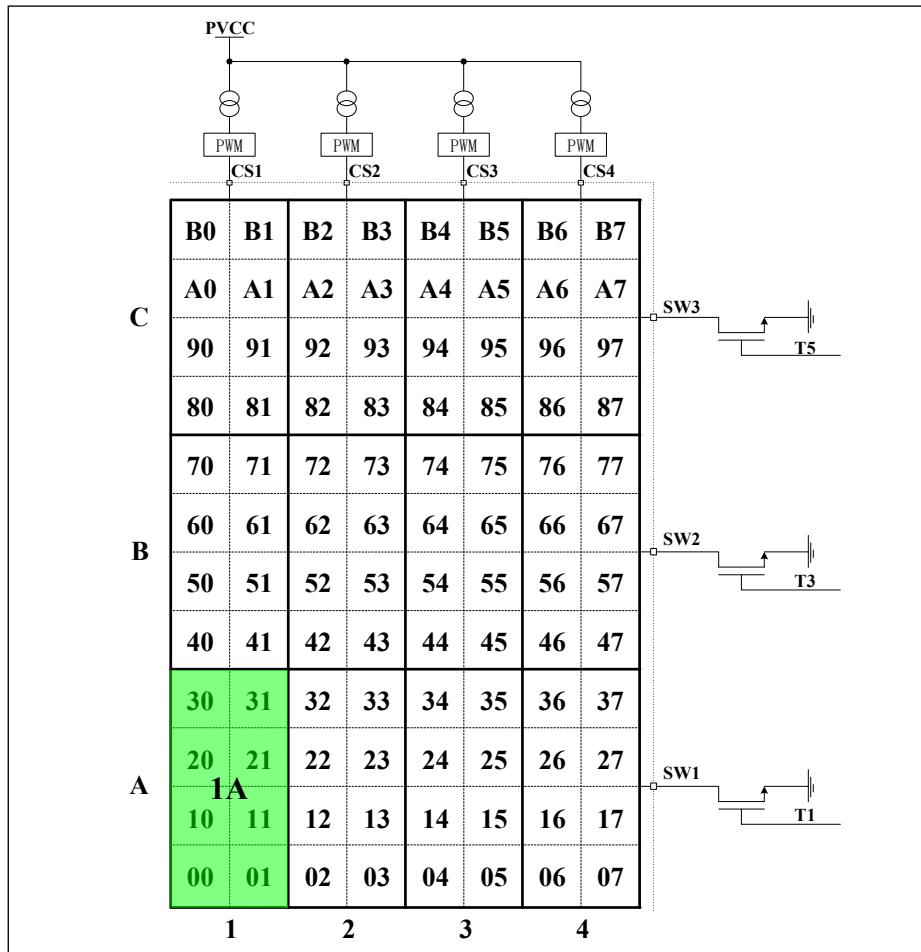 PVCC
PWM PWM PWM PWM
CS1 CS2 CS3 CS4
B0 B1 B2 B3 B4 B5 B6 B7
A0 A1 A2 A3 A4 A5 A6 A7
C SW3
90 91 92 93 94 95 96 97
T5
80 81 82 83 84 85 86 87
70 71 72 73 74 75 76 77
60 61 62 63 64 65 66 67
B SW2
50 51 52 53 54 55 56 57
T3
40 41 42 43 44 45 46 47
30 31 32 33 34 35 36 37
20 21 22 23 24 25 26 27
A 1A SW1
10 11 12 13 14 15 16 17
T1
00 01 02 03 04 05 06 07
1 2 3 4